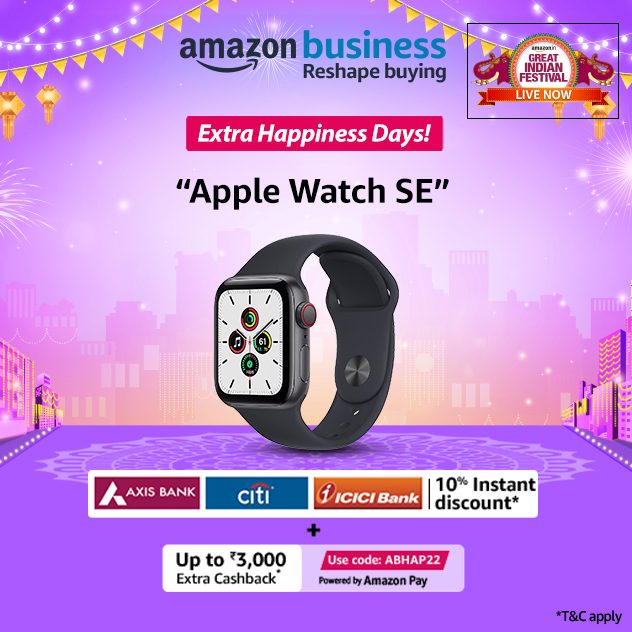 amazon business
Reshape buying
amazon.in
GREAT
INDIAN
FESTIVAL
LIVE NOW
Extra Happiness Days!
“Apple Watch SE”
61
AXIS BANK
citi
ICICI Bank
10% Instant
discount*
+
Up to ₹3,000
Extra Cashback*
Use code: ABHAP22
Powered by Amazon Pay
*T&C apply